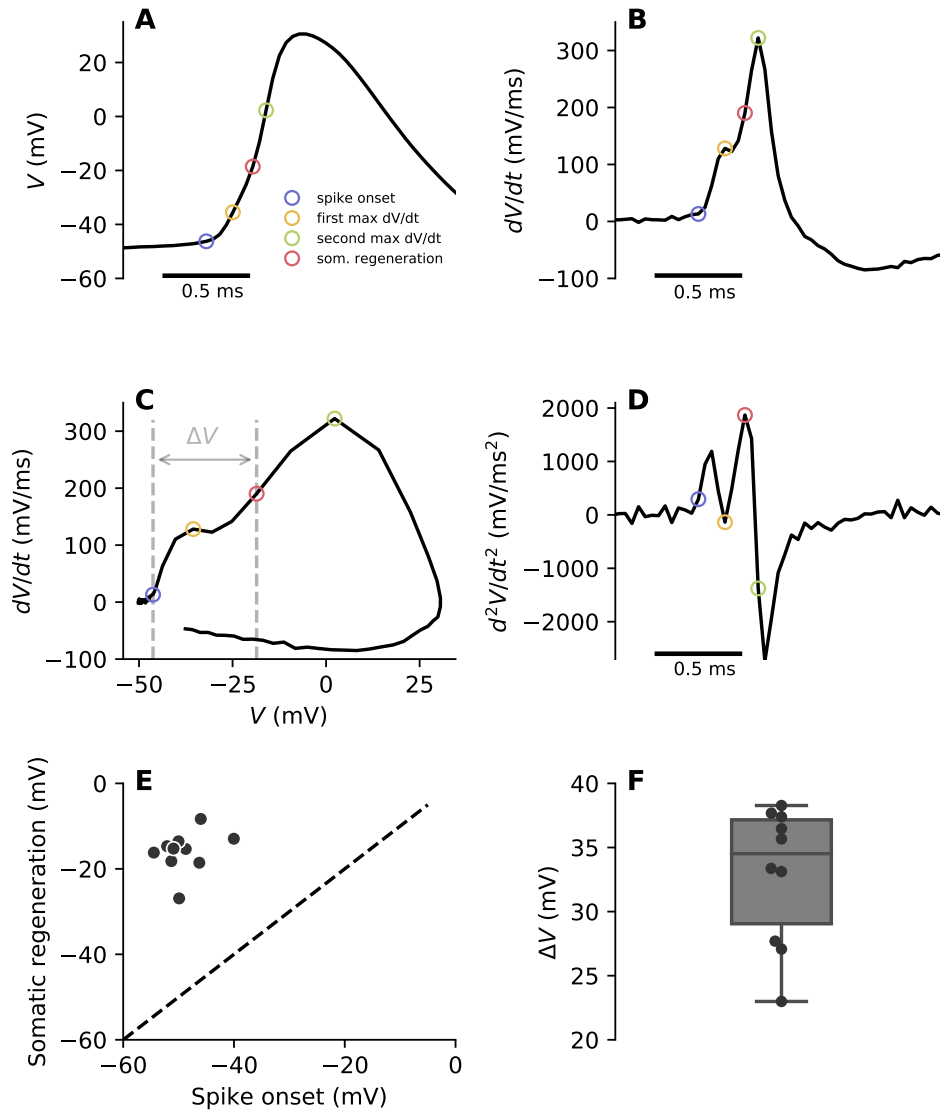 A
20
0
−20
−40
−60
V (mV)
spike onset
first max dV/dt
second max dV/dt
som. regeneration
0.5 ms
B
300
200
100
0
−100
dV/dt (mV/ms)
0.5 ms
C
ΔV
300
200
100
0
−100
dV/dt (mV/ms)
−50
−25
0
25
V (mV)
D
2000
1000
0
−1000
−2000
d²V/dt² (mV/ms²)
0.5 ms
E
0
−20
−40
−60
Somatic regeneration (mV)
−60
−40
−20
0
Spike onset (mV)
F
40
35
30
25
20
ΔV (mV)